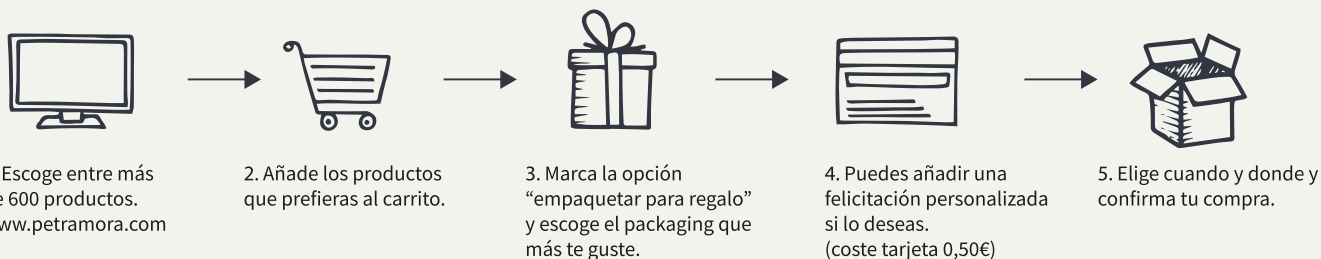 Escoge entre más
600 productos.
ww.petramora.com
2. Añade los productos
que prefieras al carrito.
3. Marca la opción
“empaquetar para regalo”
y escoge el packaging que
más te guste.
4. Puedes añadir una
felicitación personalizada
si lo deseas.
(coste tarjeta 0,50€)
5. Elige cuando y donde y
confirma tu compra.